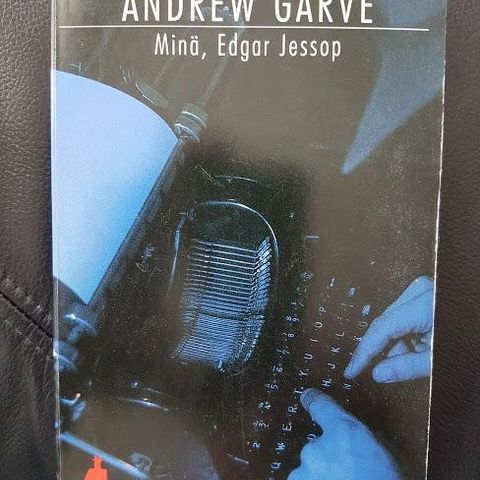 ANDREW GARVE
Minä, Edgar Jessop
Q W E R T Y U I O P
H J K L